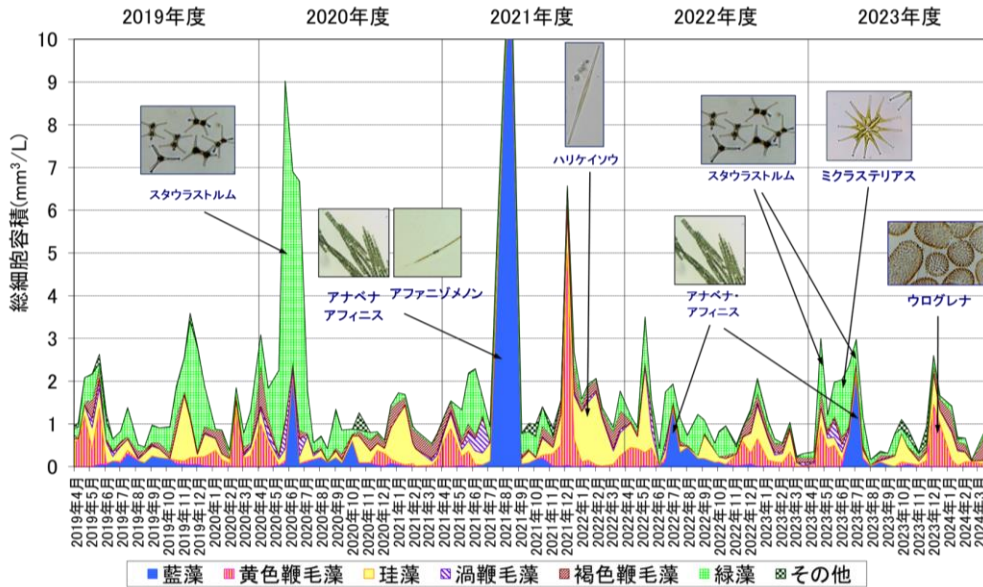 2019年度 2020年度 2021年度 2022年度 2023年度
総細胞容積(mm³/L)
10
9
8
7
6
5
4
3
2
1
0
スタウラストルム
アナベナ
アフィニス
アファニゾメノン
ハリケイソウ
アナベナ・
アフィニス
スタウラストルム
ミクラステリアス
ウログレナ
2019年4月
2019年5月
2019年6月
2019年7月
2019年8月
2019年9月
2019年10月
2019年11月
2019年12月
2020年1月
2020年2月
2020年3月
2020年4月
2020年5月
2020年6月
2020年7月
2020年8月
2020年9月
2020年10月
2020年11月
2020年12月
2021年1月
2021年2月
2021年3月
2021年4月
2021年5月
2021年6月
2021年7月
2021年8月
2021年9月
2021年10月
2021年11月
2021年12月
2022年1月
2022年2月
2022年3月
2022年4月
2022年5月
2022年6月
2022年7月
2022年8月
2022年9月
2022年10月
2022年11月
2022年12月
2023年1月
2023年2月
2023年3月
2023年4月
2023年5月
2023年6月
2023年7月
2023年8月
2023年9月
2023年10月
2023年11月
2023年12月
2024年1月
2024年2月
2024年3月
藍藻 黄色鞭毛藻 珪藻 渦鞭毛藻 褐色鞭毛藻 緑藻 その他